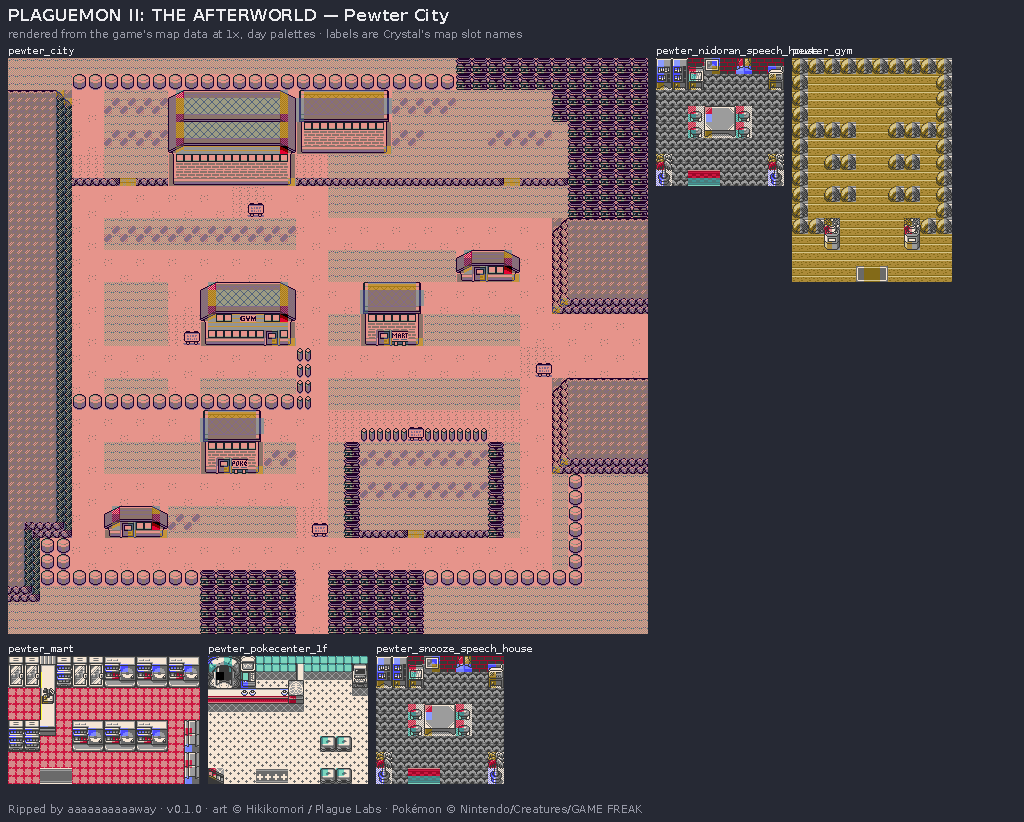 PLAGUEMON II: THE AFTERWORLD — Pewter City
rendered from the game's map data at 1x, day palettes · labels are Crystal's map slot names
pewter_city
pewter_nidoran_speech_house
pewter_gym
GYM
MART
POKé
pewter_mart
pewter_pokecenter_1f
pewter_snooze_speech_house
Ripped by aaaaaaaaaaway · v0.1.0 · art © Hikikomori / Plague Labs · Pokémon © Nintendo/Creatures/GAME FREAK